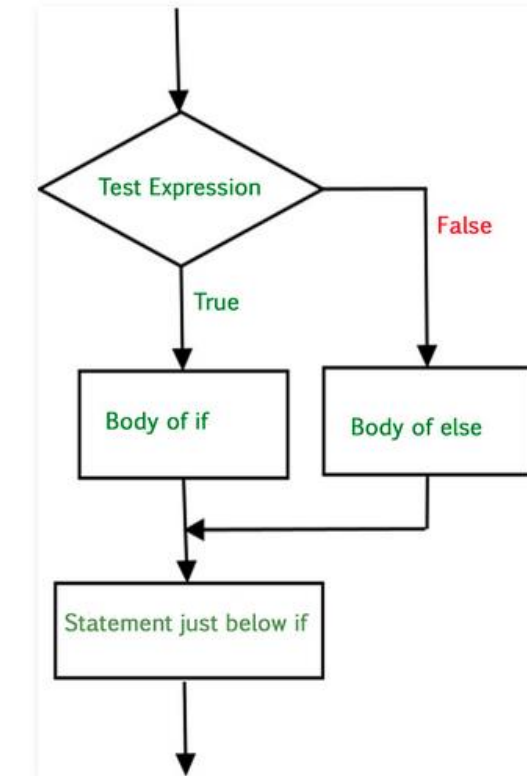 Test Expression
False
True
Body of if
Body of else
Statement just below if